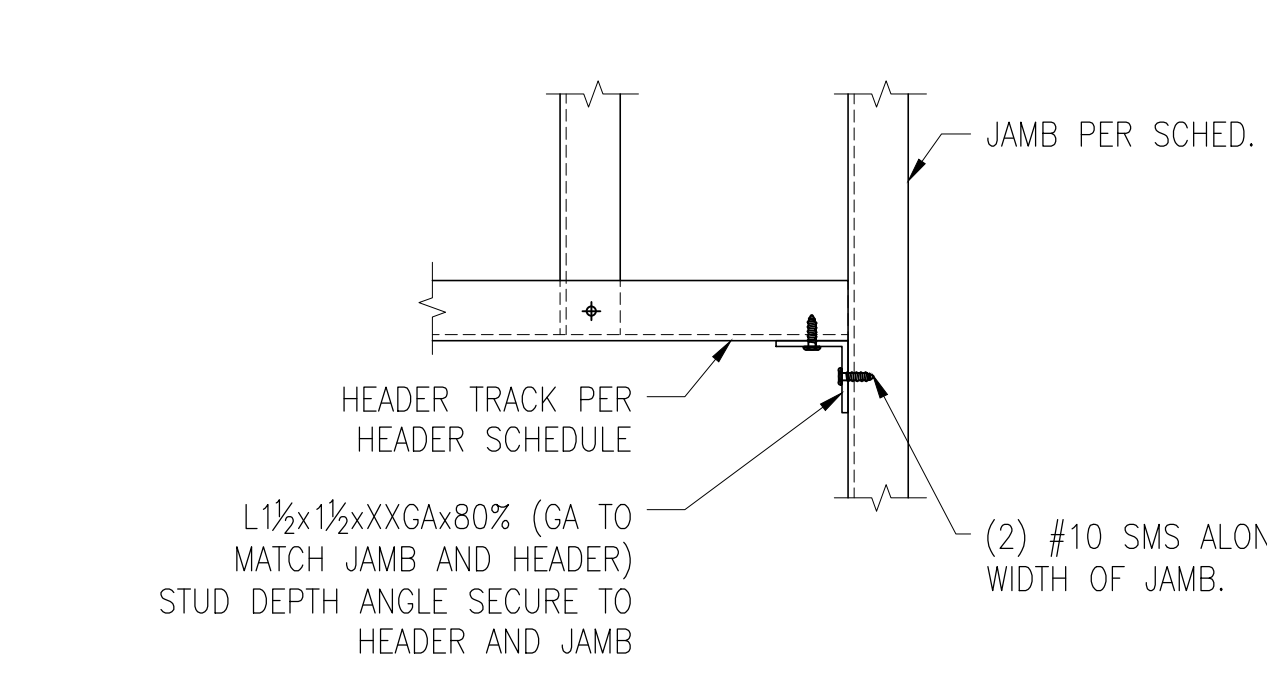 JAMB PER SCHED.
HEADER TRACK PER
HEADER SCHEDULE
L1½x1½xXXGAx80% (GA TO
MATCH JAMB AND HEADER)
STUD DEPTH ANGLE SECURE TO
HEADER AND JAMB
(2) #10 SMS ALON
WIDTH OF JAMB.